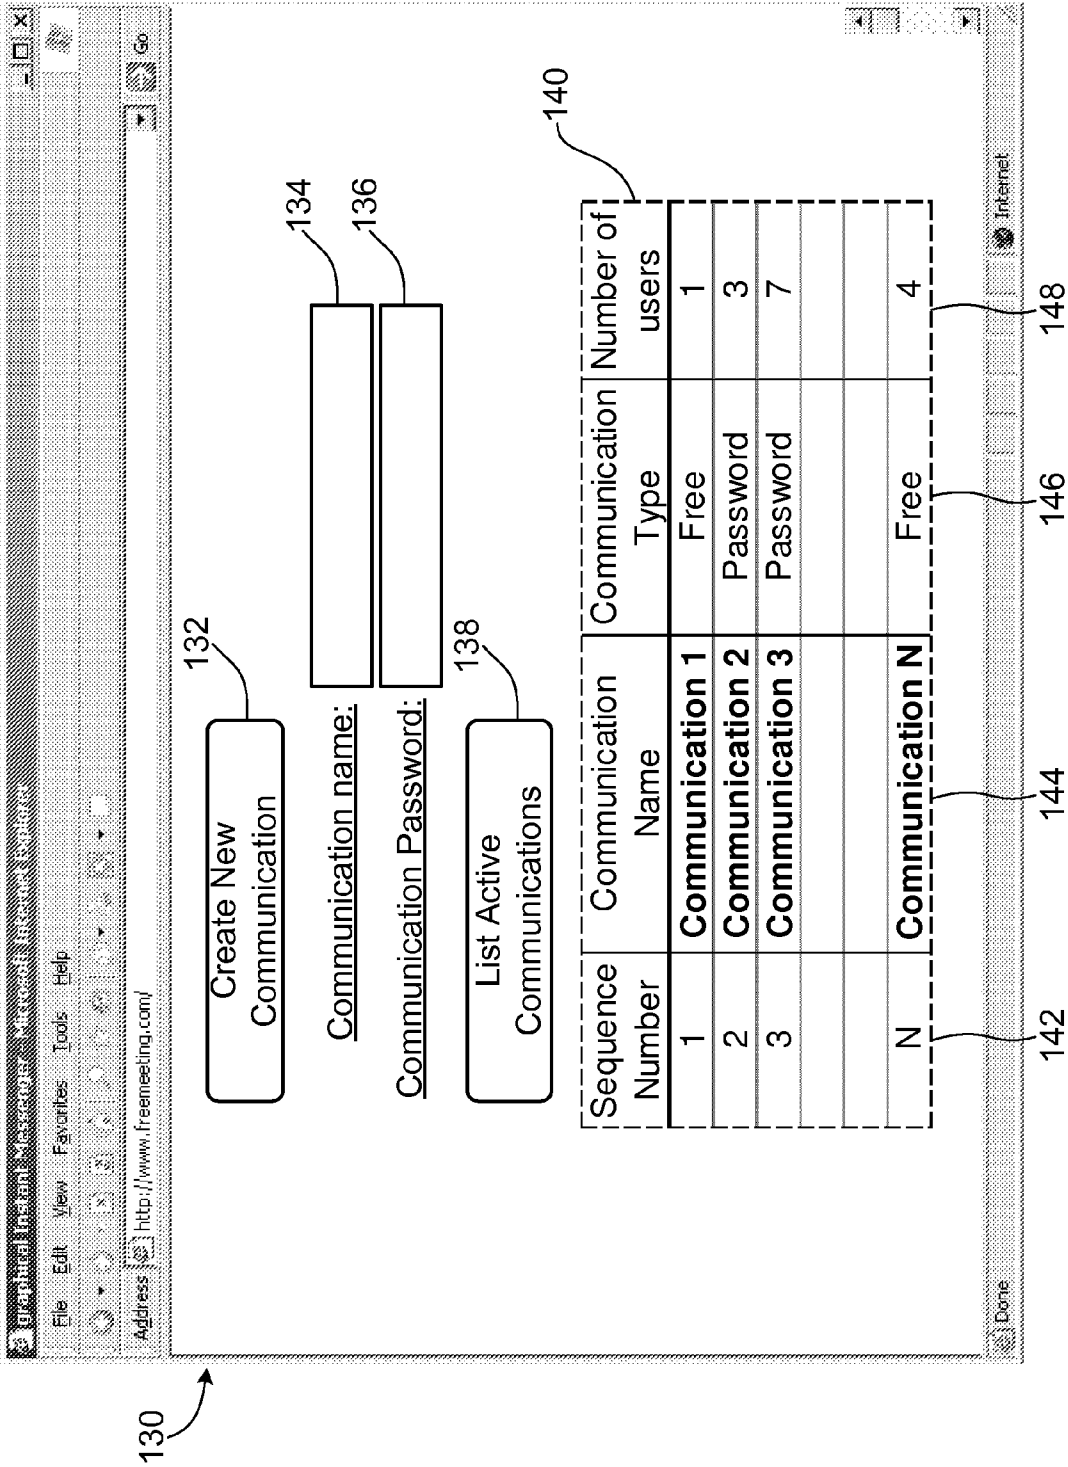 Graphical Instant Messenger - Microsoft Internet Explorer
File Edit View Favorites Tools Help
Address http://www.freemeeting.com/ Go
130
Create New
Communication
132
Communication name:
134
Communication Password:
136
List Active
Communications
138
140
Sequence Number Communication Name Communication Type Number of users
1 Communication 1 Free 1
2 Communication 2 Password 3
3 Communication 3 Password 7
N Communication N Free 4
Done Internet
142 144 146 148